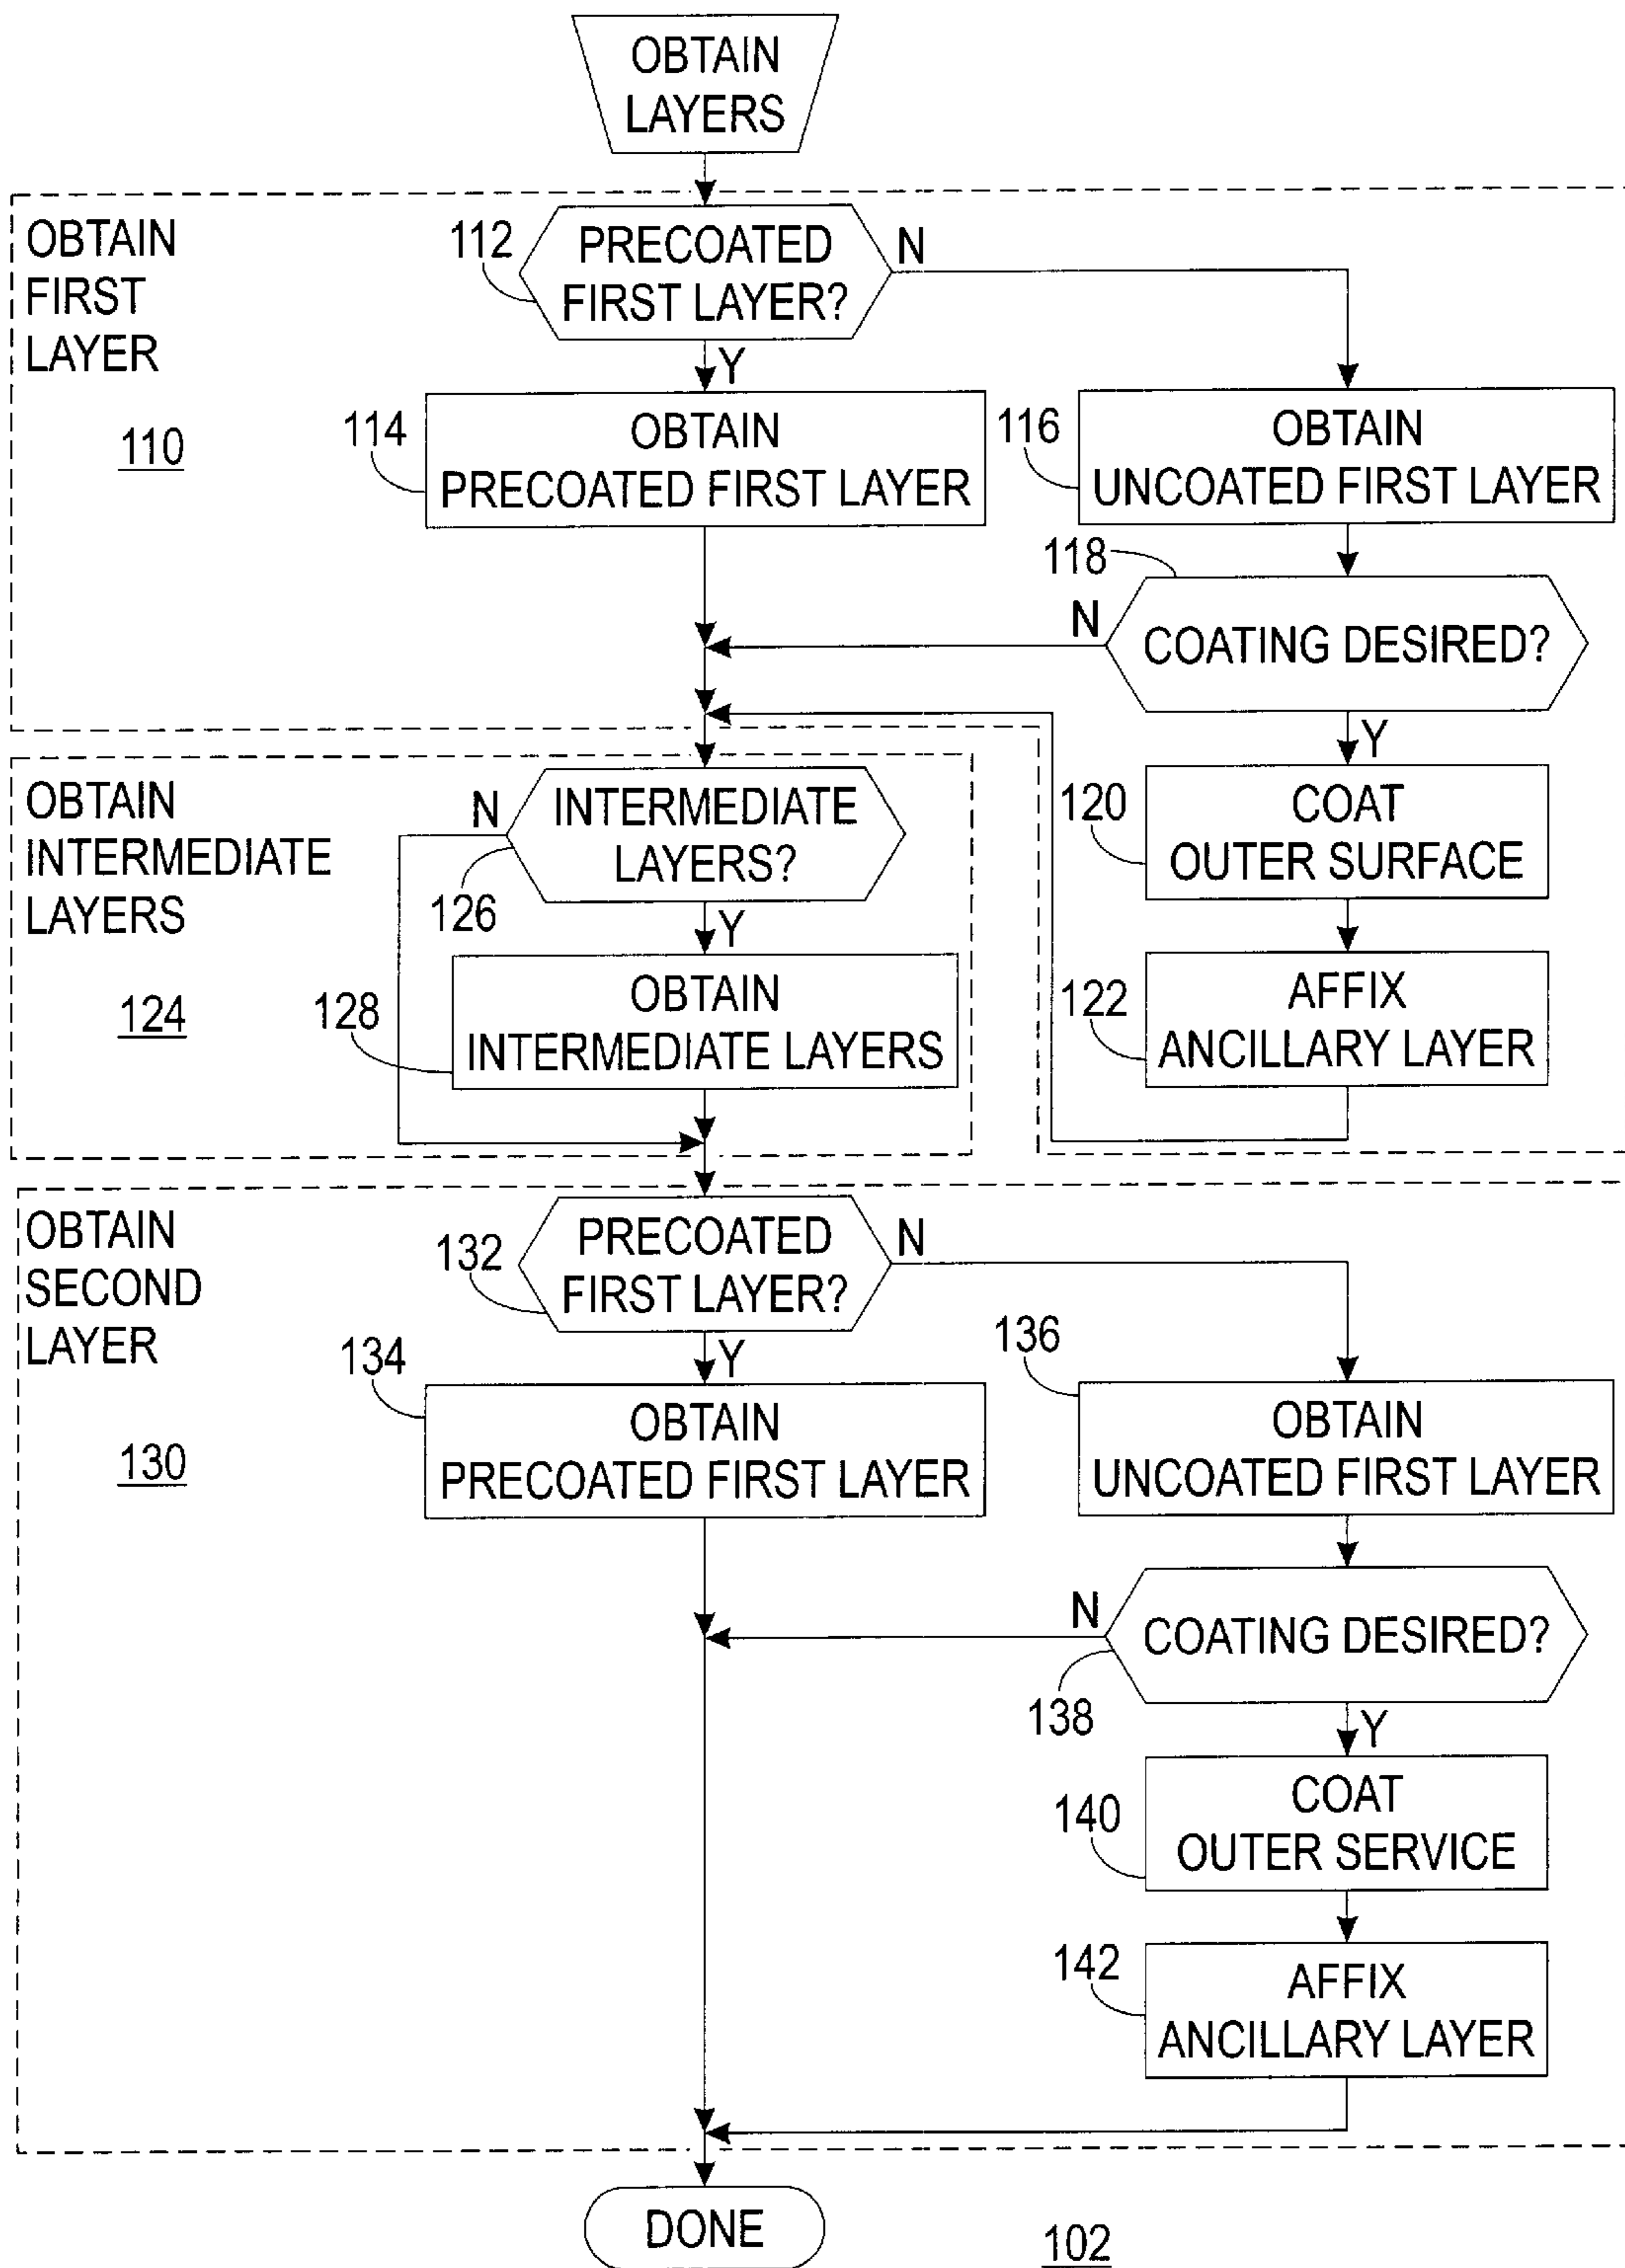 OBTAIN
LAYERS
OBTAIN
FIRST
LAYER
110
112
PRECOATED
FIRST LAYER?
N
Y
114
OBTAIN
PRECOATED FIRST LAYER
116
OBTAIN
UNCOATED FIRST LAYER
118
N
COATING DESIRED?
Y
120
COAT
OUTER SURFACE
122
AFFIX
ANCILLARY LAYER
OBTAIN
INTERMEDIATE
LAYERS
124
N
INTERMEDIATE
LAYERS?
126
Y
128
OBTAIN
INTERMEDIATE LAYERS
OBTAIN
SECOND
LAYER
130
132
PRECOATED
FIRST LAYER?
N
Y
134
OBTAIN
PRECOATED FIRST LAYER
136
OBTAIN
UNCOATED FIRST LAYER
N
COATING DESIRED?
138
Y
140
COAT
OUTER SERVICE
142
AFFIX
ANCILLARY LAYER
DONE
102